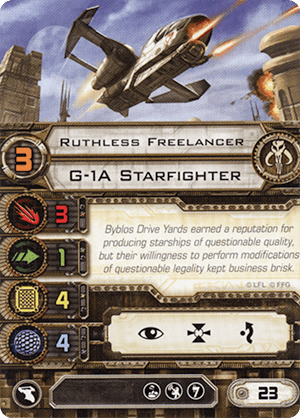 Ruthless Freelancer
3
G-1A Starfighter
3
Byblos Drive Yards earned a reputation for
producing starships of questionable quality,
but their willingness to perform modifications
of questionable legality kept business brisk.
1
© LFL © FFG
4
4
23